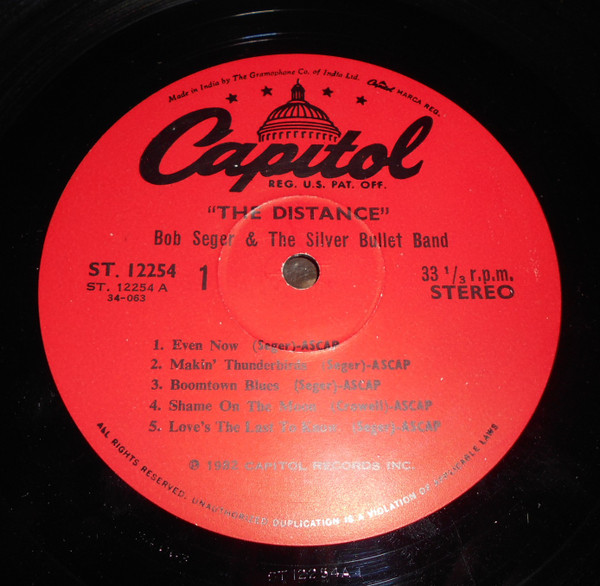 Made in India by The Gramophone Co. of India Ltd.
Capitol MARCA REG.
Capitol
REG. U.S. PAT. OFF.
"THE DISTANCE"
Bob Seger & The Silver Bullet Band
ST. 12254
ST. 12254 A
34-063
1
33 1/3 r.p.m.
STEREO
1. Even Now (Seger)-ASCAP
2. Makin' Thunderbirds (Seger)-ASCAP
3. Boomtown Blues (Seger)-ASCAP
4. Shame On The Moon (Crowell)-ASCAP
5. Love's The Last To Know (Seger)-ASCAP
℗ 1982 CAPITOL RECORDS INC.
ALL RIGHTS RESERVED. UNAUTHORISED DUPLICATION IS A VIOLATION OF APPLICABLE LAWS
ST 12254A